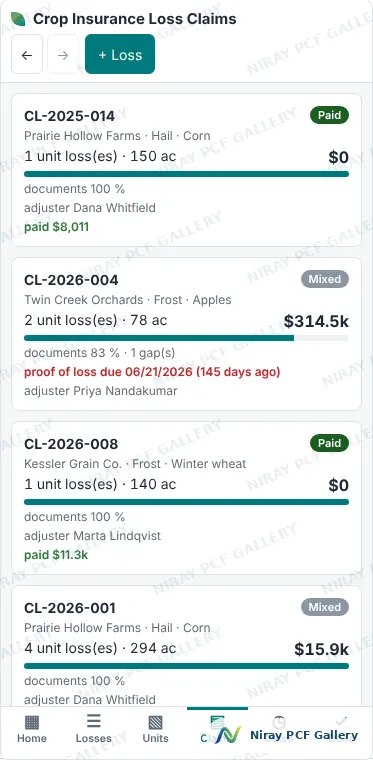 Crop Insurance Loss Claims
← → + Loss
CL-2025-014 Paid
Prairie Hollow Farms · Hail · Corn
1 unit loss(es) · 150 ac $0
documents 100 %
adjuster Dana Whitfield
paid $8,011
CL-2026-004 Mixed
Twin Creek Orchards · Frost · Apples
2 unit loss(es) · 78 ac $314.5k
documents 83 % · 1 gap(s)
proof of loss due 06/21/2026 (145 days ago)
adjuster Priya Nandakumar
CL-2026-008 Paid
Kessler Grain Co. · Frost · Winter wheat
1 unit loss(es) · 140 ac $0
documents 100 %
adjuster Marta Lindqvist
paid $11.3k
CL-2026-001 Mixed
Prairie Hollow Farms · Hail · Corn
4 unit loss(es) · 294 ac $15.9k
documents 100 %
adjuster Dana Whitfield
Home Losses Units
Niray PCF Gallery
NIRAY PCF GALLERY